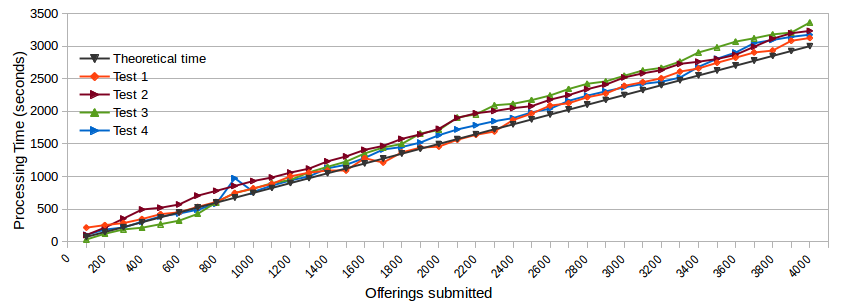 3500
3000
2500
2000
1500
1000
500
0
Processing Time (seconds)
Theoretical time
Test 1
Test 2
Test 3
Test 4
0 200 400 600 800 1000 1200 1400 1600 1800 2000 2200 2400 2600 2800 3000 3200 3400 3600 3800 4000
Offerings submitted